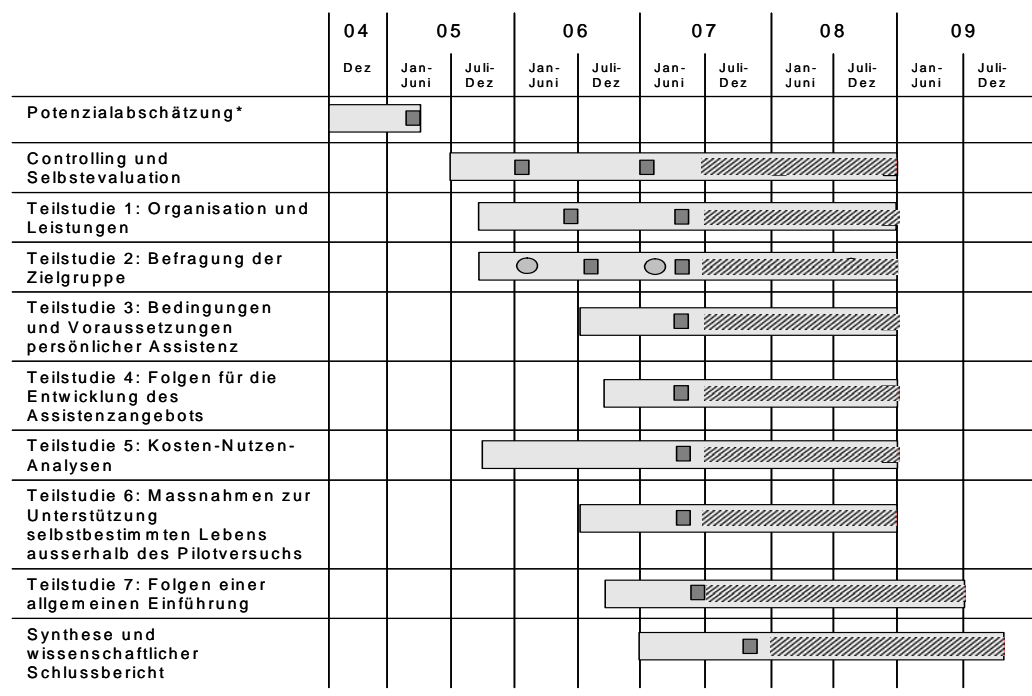 04 05 06 07 08 09
Dez Jan- Juli- Jan- Juli- Jan- Juli- Jan- Juli- Jan- Juli-
Juni Dez Juni Dez Juni Dez Juni Dez Juni Dez
Potenzialabschätzung*
Controlling und
Selbstevaluation
Teilstudie 1: Organisation und
Leistungen
Teilstudie 2: Befragung der
Zielgruppe
Teilstudie 3: Bedingungen
und Voraussetzungen
persönlicher Assistenz
Teilstudie 4: Folgen für die
Entwicklung des
Assistenzangebots
Teilstudie 5: Kosten-Nutzen-
Analysen
Teilstudie 6: Massnahmen zur
Unterstützung
selbstbestimmten Lebens
ausserhalb des Pilotversuchs
Teilstudie 7: Folgen einer
allgemeinen Einführung
Synthese und
wissenschaftlicher
Schlussbericht